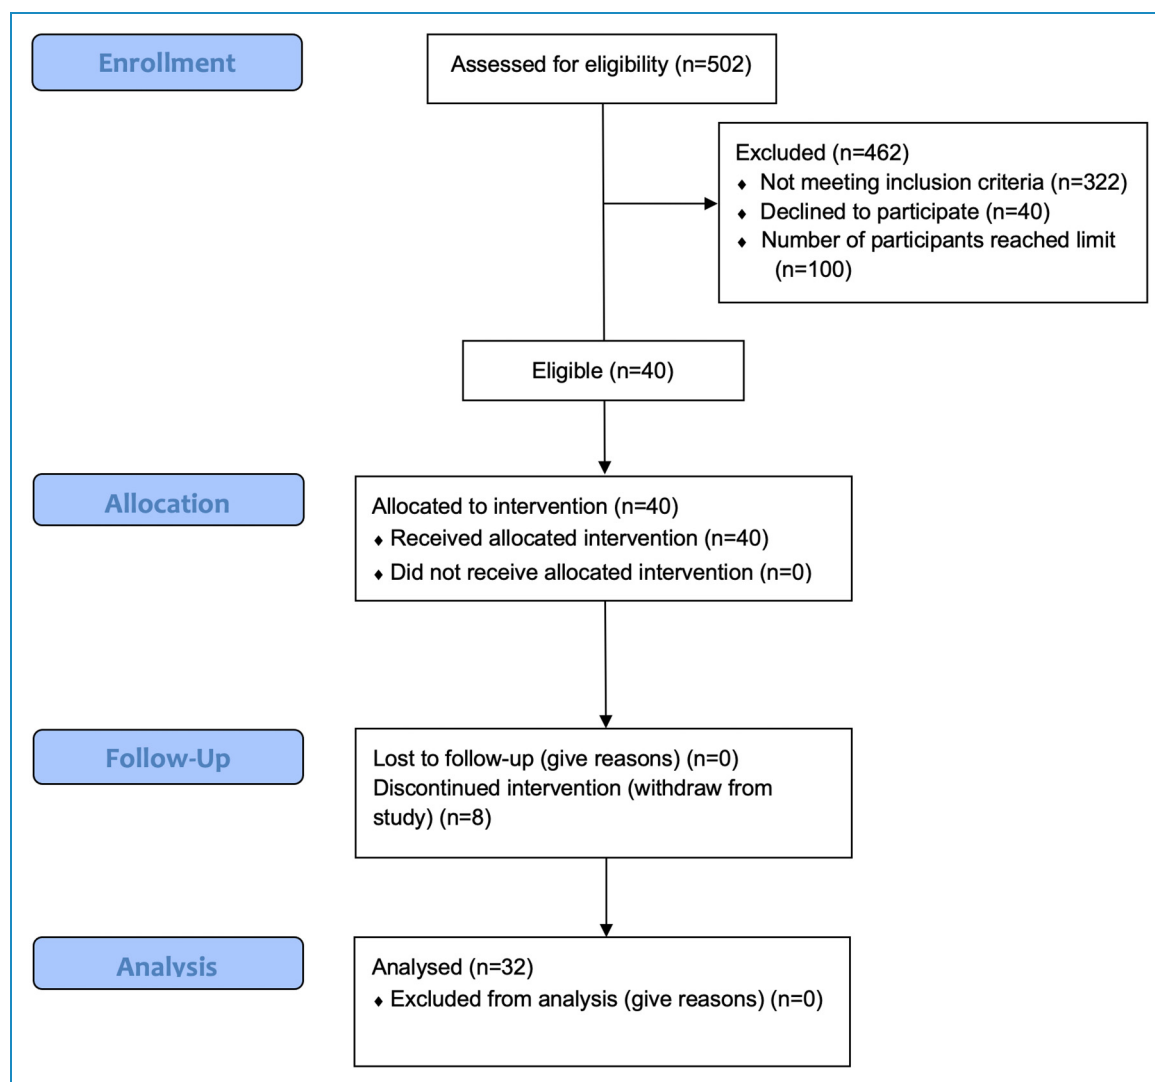 Enrollment
Assessed for eligibility (n=502)
Excluded (n=462)
♦ Not meeting inclusion criteria (n=322)
♦ Declined to participate (n=40)
♦ Number of participants reached limit
(n=100)
Eligible (n=40)
Allocation
Allocated to intervention (n=40)
♦ Received allocated intervention (n=40)
♦ Did not receive allocated intervention (n=0)
Follow-Up
Lost to follow-up (give reasons) (n=0)
Discontinued intervention (withdraw from
study) (n=8)
Analysis
Analysed (n=32)
♦ Excluded from analysis (give reasons) (n=0)